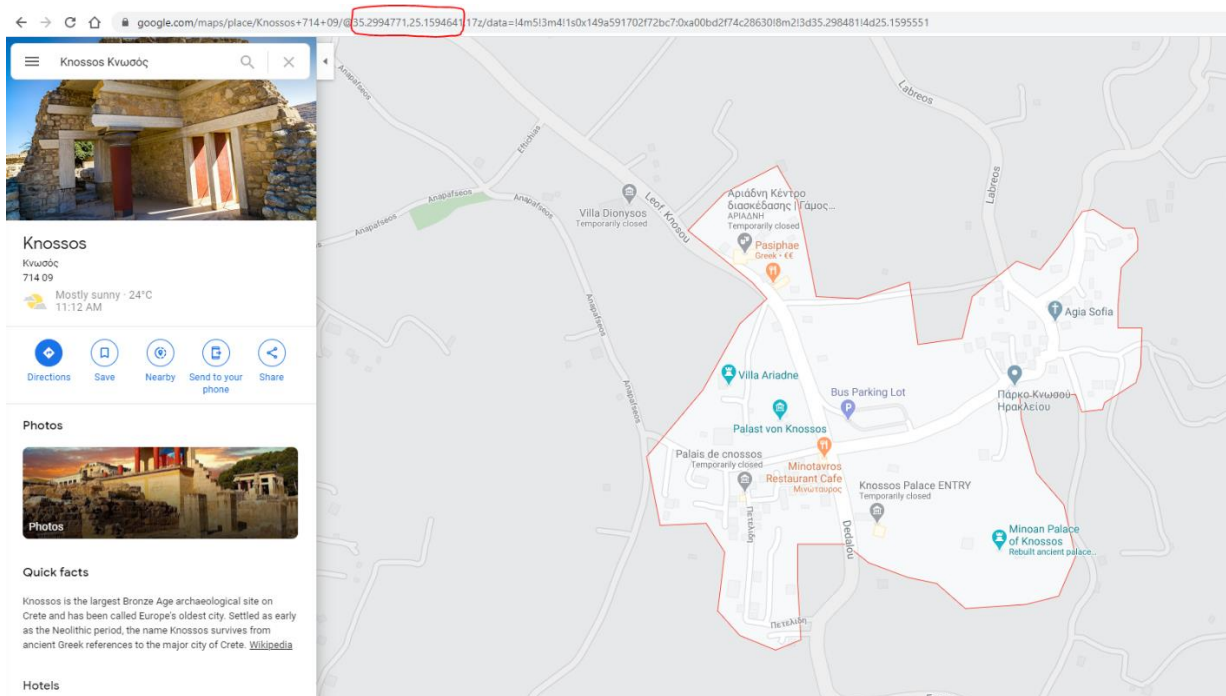 google.com/maps/place/Knossos+714+09/@35.2994771,25.1594641,17z/data=!4m5!3m4!1s0x149a591702f72bc7:0xa00bd2f74c28630!8m2!3d35.298481!4d25.1595551
Knossos Κνωσός
Knossos
Κνωσός
714 09
Mostly sunny · 24°C
11:12 AM
Directions
Save
Nearby
Send to your
phone
Share
Photos
Photos
Quick facts
Knossos is the largest Bronze Age archaeological site on
Crete and has been called Europe's oldest city. Settled as early
as the Neolithic period, the name Knossos survives from
ancient Greek references to the major city of Crete. Wikipedia
Hotels
Anapafseos
Eftichias
Labreos
Labreos
Anapafseos
Anapafseos
Anapafseos
Villa Dionysos
Temporarily closed
Leof. Knosou
Αριάδνη Κέντρο
διασκέδασης | Γάμος...
ΑΡΙΑΔΝΗ
Temporarily closed
Pasiphae
Greek · €€
Agia Sofia
Anapafseos
Anapafseos
Villa Ariadne
Bus Parking Lot
Πάρκο Κνωσού
Ηρακλείου
Palast von Knossos
Palais de cnossos
Temporarily closed
Minotavros
Restaurant Cafe
Μινώταυρος
Knossos Palace ENTRY
Temporarily closed
Πετελίδη
Dedalou
Minoan Palace
of Knossos
Rebuilt ancient palace...
Πετελίδη